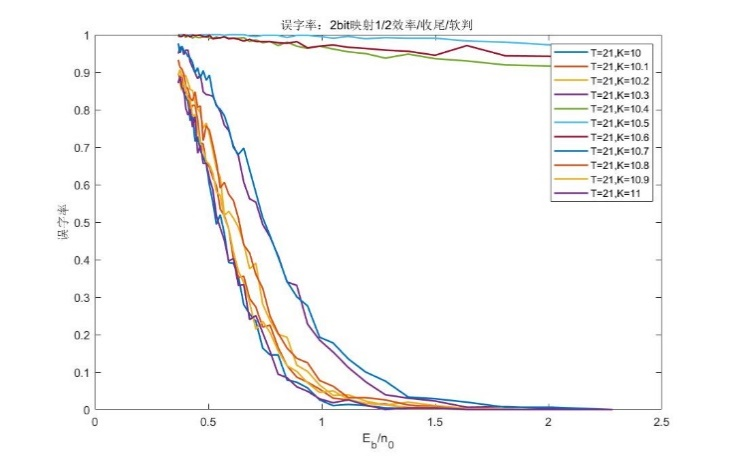 误字率：2bit映射1/2效率/收尾/软判
1
0.9
0.8
0.7
0.6
0.5
0.4
0.3
0.2
0.1
0
误字率
T=21,K=10
T=21,K=10.1
T=21,K=10.2
T=21,K=10.3
T=21,K=10.4
T=21,K=10.5
T=21,K=10.6
T=21,K=10.7
T=21,K=10.8
T=21,K=10.9
T=21,K=11
0 0.5 1 1.5 2 2.5
E_b/n_0